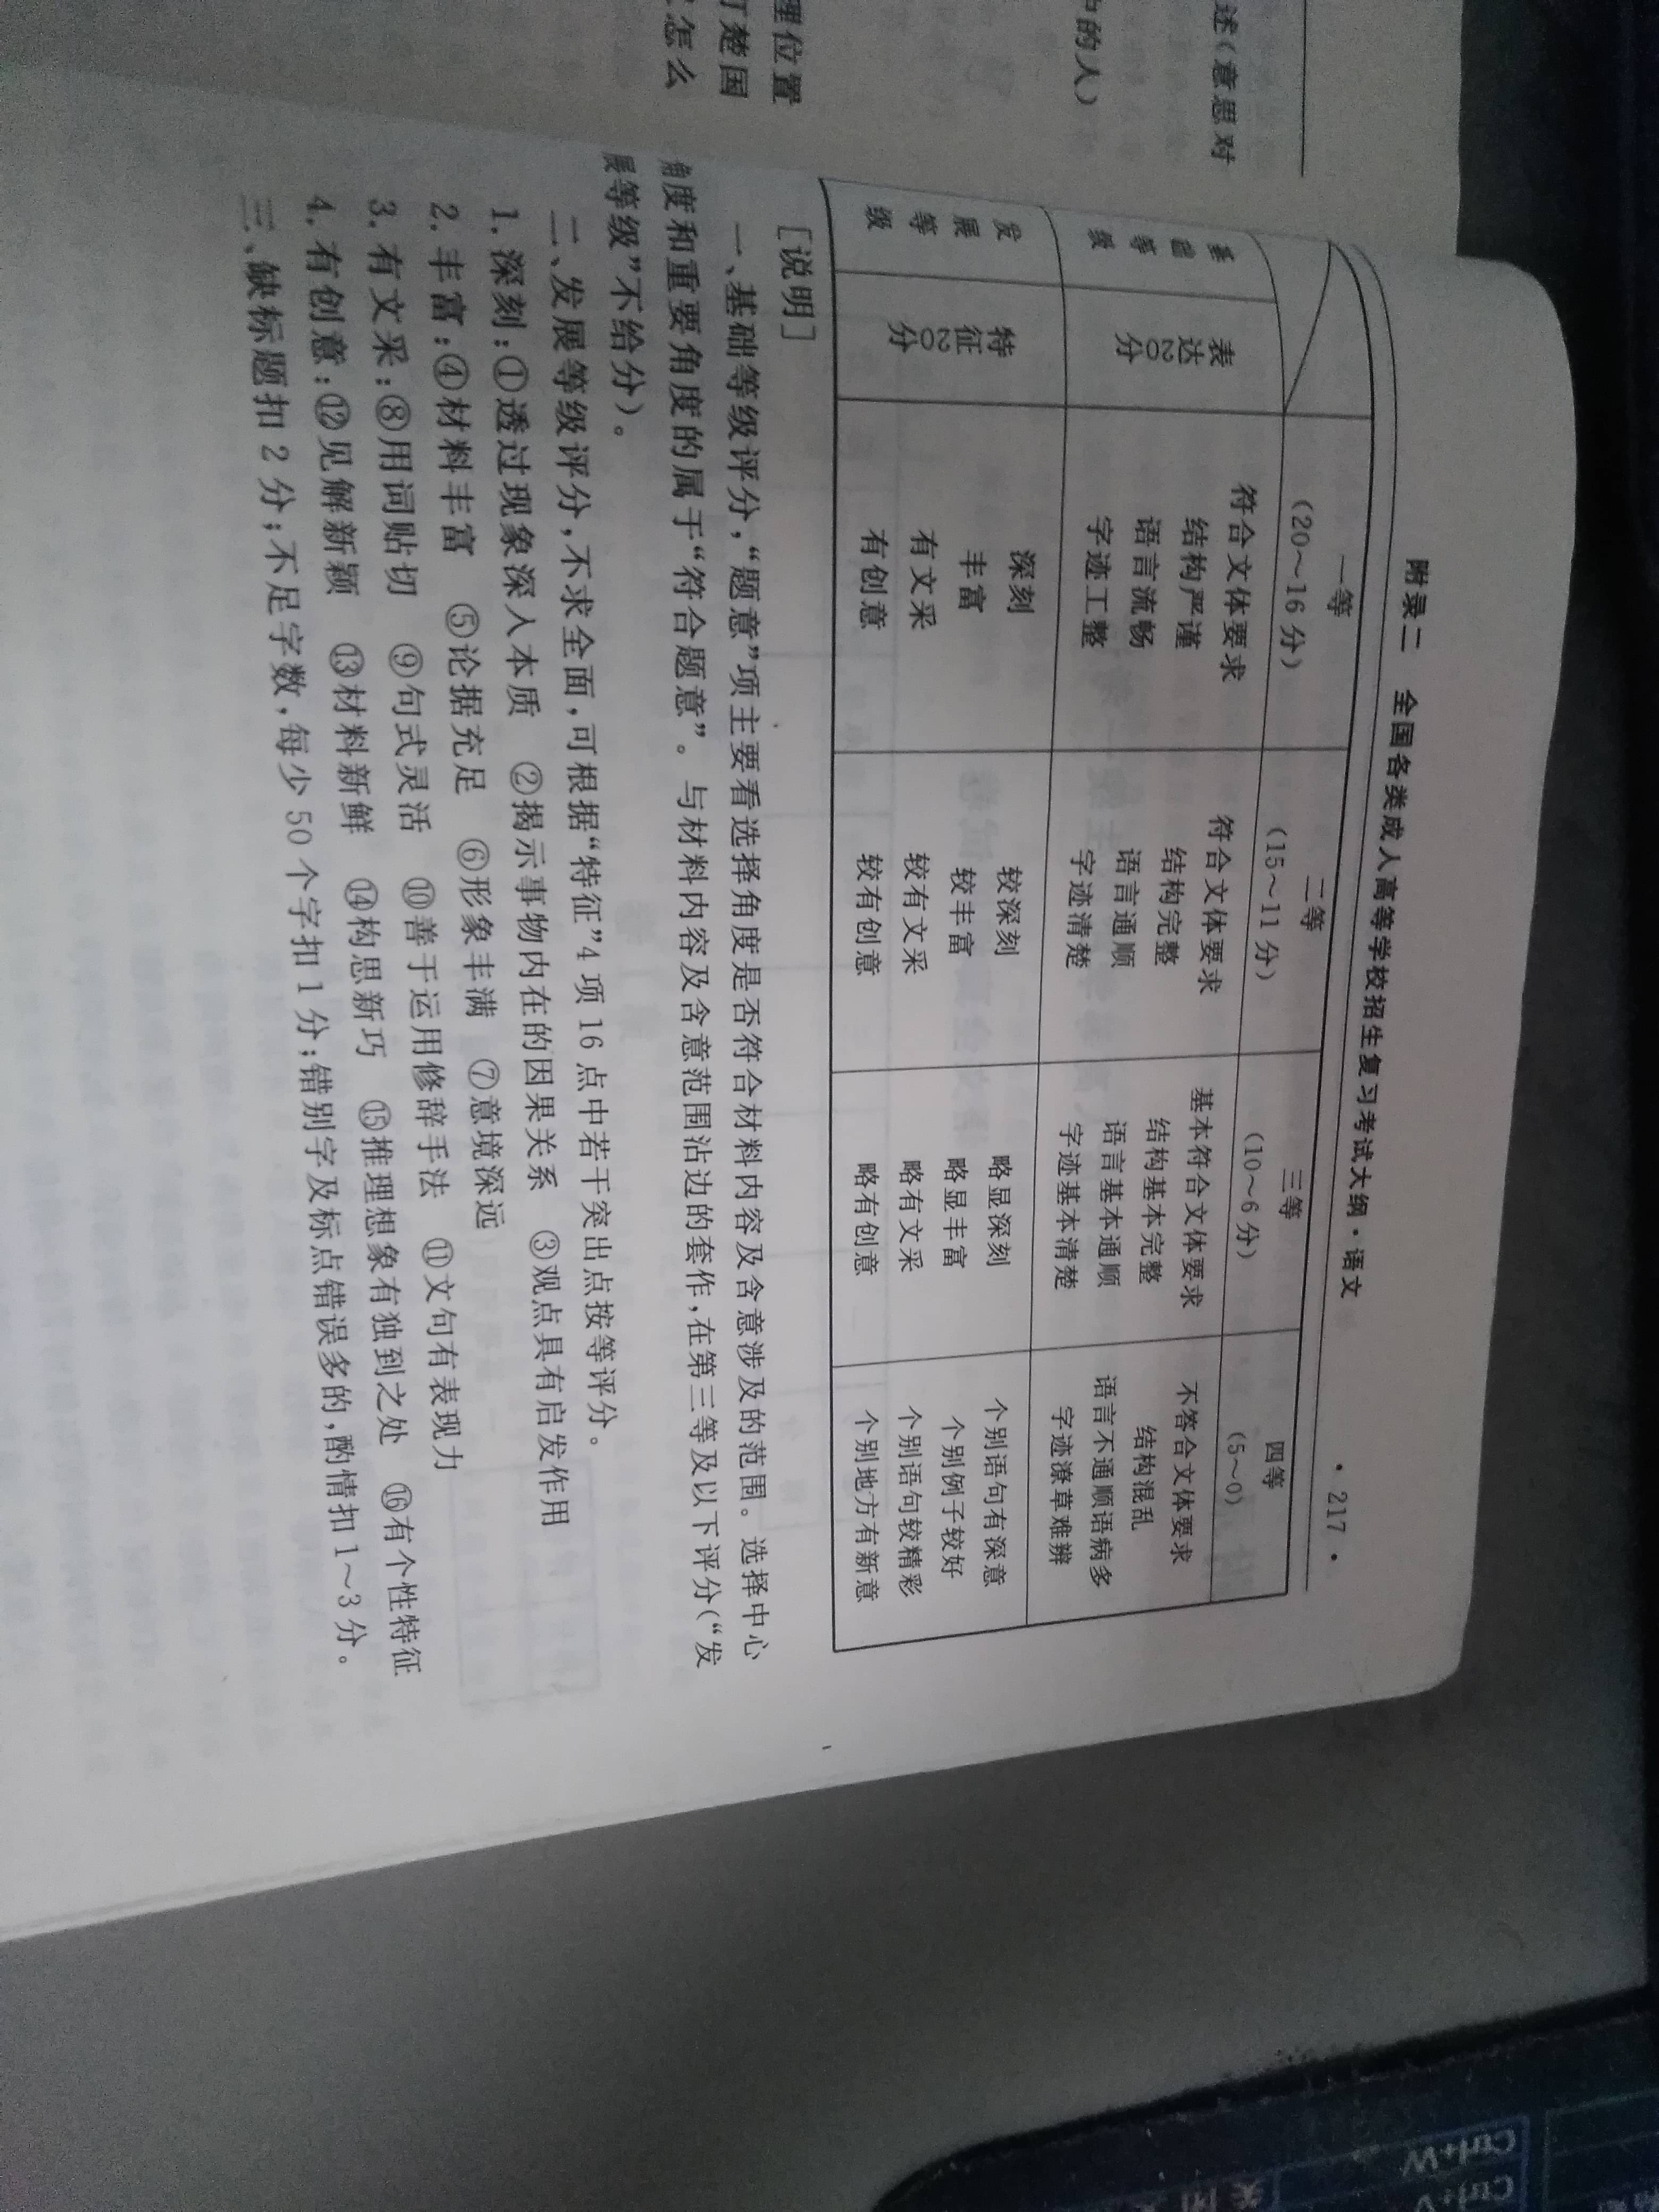 附录二 全国各类成人高等学校招生复习考试大纲·语文
· 217 ·
一等 二等 三等 四等
(20～16 分) (15～11 分) (10～6 分) (5～0)
基础等级 表达20分
符合文体要求 符合文体要求 基本符合文体要求 不答合文体要求
结构严谨 结构完整 结构基本完整 结构混乱
语言流畅 语言通顺 语言基本通顺 语言不通顺语病多
字迹工整 字迹清楚 字迹基本清楚 字迹潦草难辨
发展等级 特征20分
深刻 较深刻 略显深刻 个别语句有深意
丰富 较丰富 略显丰富 个别例子较好
有文采 较有文采 略有文采 个别语句较精彩
有创意 较有创意 略有创意 个别地方有新意
[说明]
一、基础等级评分,“题意”项主要看选择角度是否符合材料内容及含意涉及的范围。选择中心
角度和重要角度的属于“符合题意”。与材料内容及含意范围沾边的套作,在第三等及以下评分(“发
展等级”不给分)。
二、发展等级评分,不求全面,可根据“特征”4 项 16 点中若干突出点按等评分。
1. 深刻:①透过现象深入本质 ②揭示事物内在的因果关系 ③观点具有启发作用
2. 丰富:④材料丰富 ⑤论据充足 ⑥形象丰满 ⑦意境深远
3. 有文采:⑧用词贴切 ⑨句式灵活 ⑩善于运用修辞手法 ⑪文句有表现力
4. 有创意:⑫见解新颖 ⑬材料新鲜 ⑭构思新巧 ⑮推理想象有独到之处 ⑯有个性特征
三、缺标题扣 2 分;不足字数,每少 50 个字扣 1 分;错别字及标点错误多的,酌情扣 1～3 分。
述(意思对
中的人)
理位置
楚国
怎么
Ctrl+V
Ctrl+W